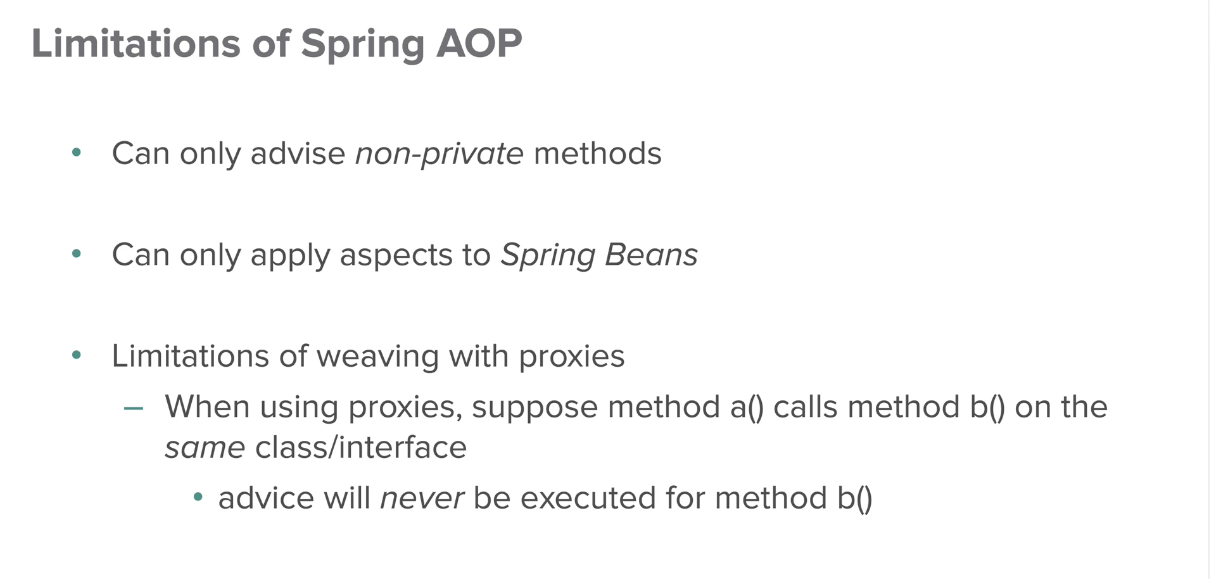 Limitations of Spring AOP
• Can only advise non-private methods
• Can only apply aspects to Spring Beans
• Limitations of weaving with proxies
– When using proxies, suppose method a() calls method b() on the
same class/interface
• advice will never be executed for method b()